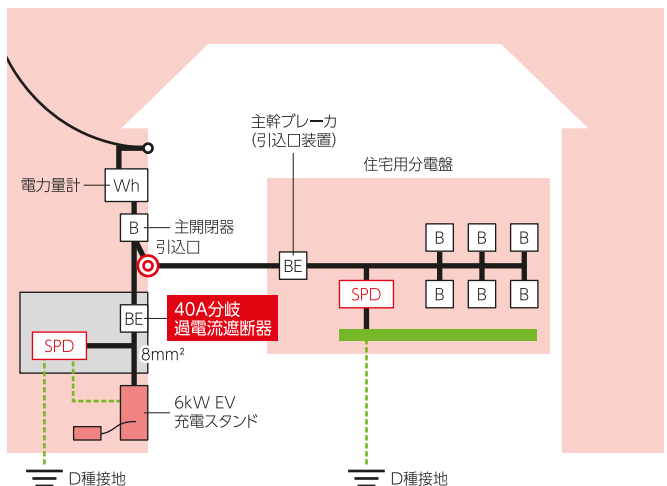 主幹ブレーカ
(引込口装置)
住宅用分電盤
電力量計
Wh
B
主開閉器
引込口
BE
B
B
B
SPD
B
B
B
BE
40A分岐
過電流遮断器
SPD
8mm²
6kW EV
充電スタンド
D種接地
D種接地